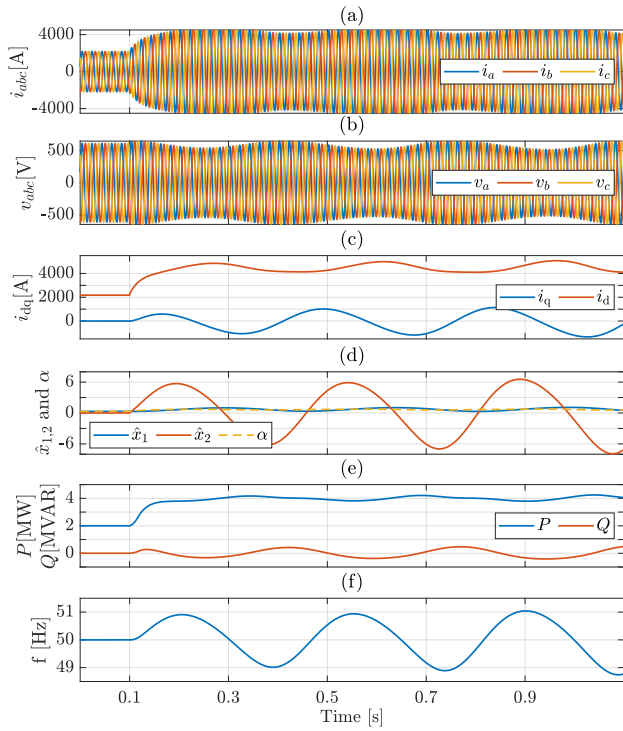 (a)
i_abc[A]
4000
0
-4000
i_a i_b i_c
(b)
v_abc[V]
500
0
-500
v_a v_b v_c
(c)
i_dq[A]
4000
2000
0
i_q i_d
(d)
x̂_1,2 and α
6
0
-6
x̂_1 x̂_2 α
(e)
P[MW]
Q[MVAR]
4
2
0
P Q
(f)
f [Hz]
51
50
49
0.1 0.3 0.5 0.7 0.9
Time [s]